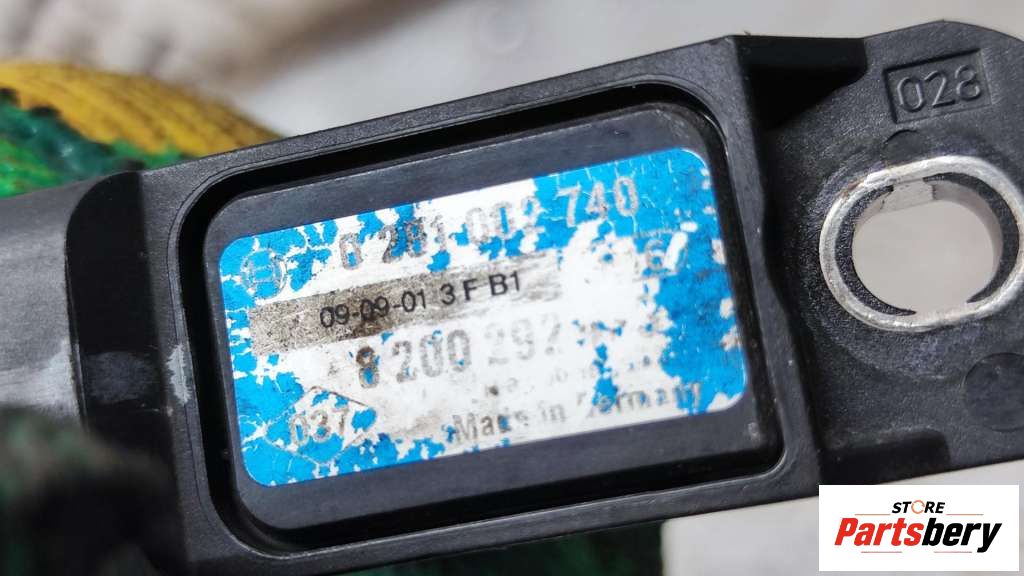 028
0 281 002 740
09-09-01 3 F B1
8 200 292
037
Made in Germany
STORE
Partsbery